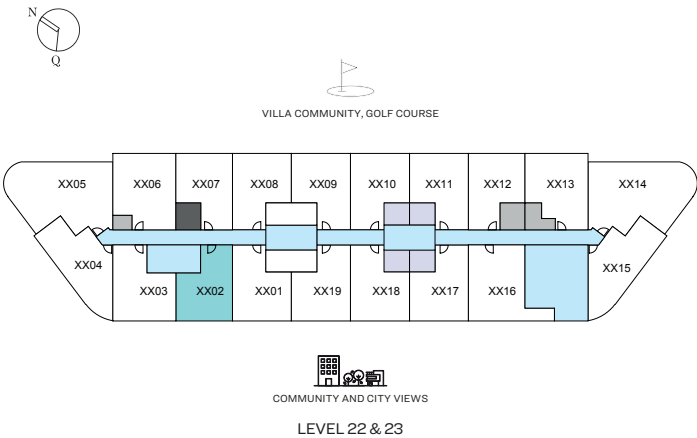 N
Q
VILLA COMMUNITY, GOLF COURSE
XX05 XX06 XX07 XX08 XX09 XX10 XX11 XX12 XX13 XX14
XX04 XX03 XX02 XX01 XX19 XX18 XX17 XX16 XX15
COMMUNITY AND CITY VIEWS
LEVEL 22 & 23